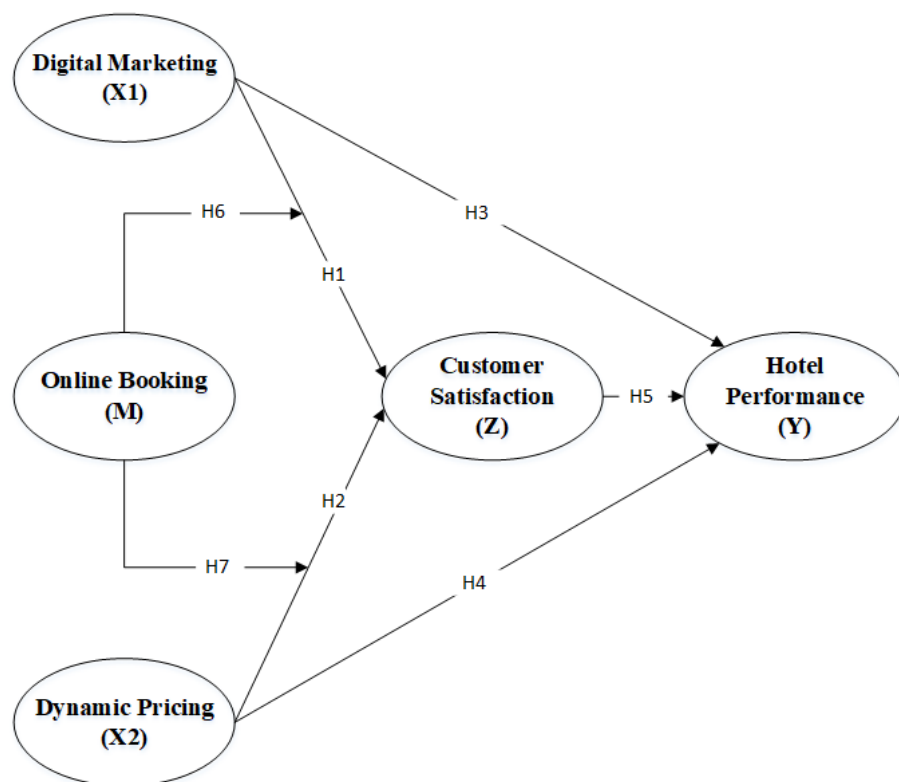 Digital Marketing
(X1)
H6
H3
H1
Online Booking
(M)
Customer
Satisfaction
(Z)
H5
Hotel
Performance
(Y)
H2
H7
H4
Dynamic Pricing
(X2)